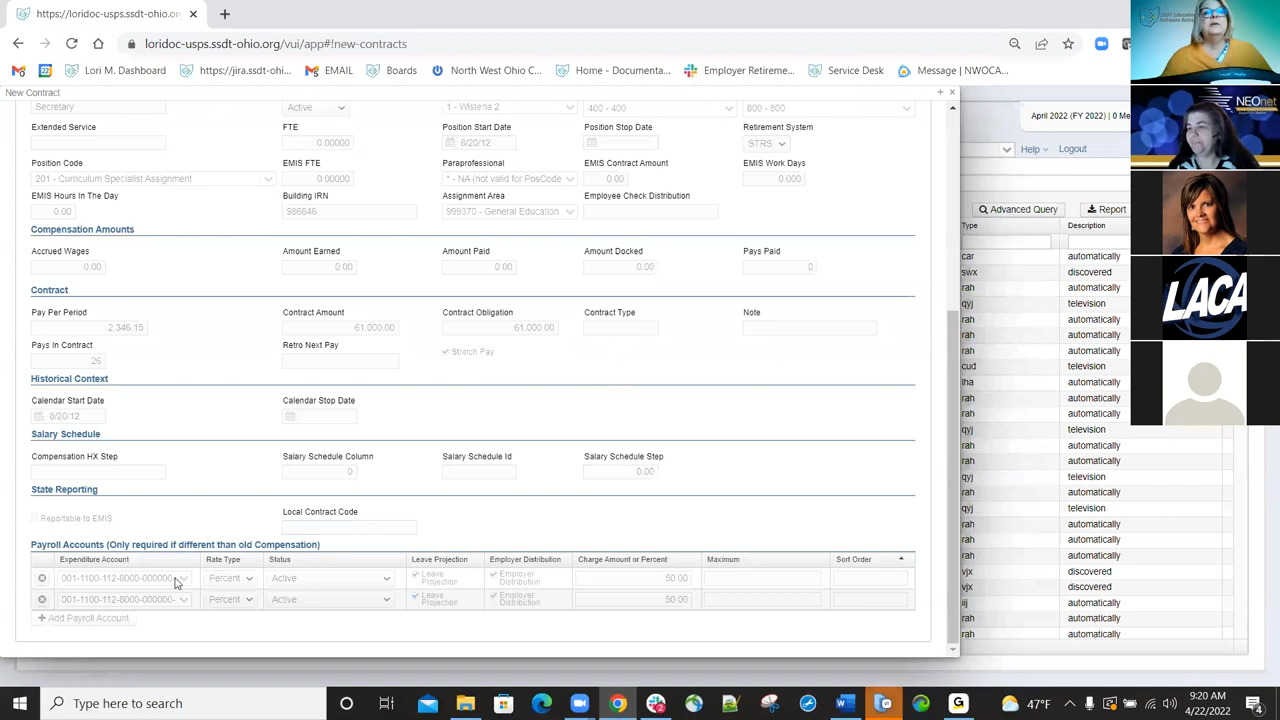 https://loridoc-usps.ssdt-ohio.org/
loridoc-usps.ssdt-ohio.org/vui/app#!new-contracts
Lori M. Dashboard
https://jira.ssdt-ohi...
EMAIL
Boards
North West Ohi C...
Home - Documenta...
Employer Retireme...
Service Desk
Message | NWOCA...
New Contract
Secretary
Active
1 - Wisteria 2
400 - 400
800 - 800
Extended Service
FTE
Position Start Date
Position Stop Date
Retirement System
0.00000
8/20/12
STRS
Position Code
EMIS FTE
Paraprofessional
EMIS Contract Amount
EMIS Work Days
201 - Curriculum Specialist Assignment
0.00000
* - NA (not valid for PosCode
0.00
0.000
EMIS Hours In The Day
Building IRN
Assignment Area
Employee Check Distribution
0.00
986646
999370 - General Education
Compensation Amounts
Accrued Wages
Amount Earned
Amount Paid
Amount Docked
Pays Paid
0.00
0.00
0.00
0.00
0
Contract
Pay Per Period
Contract Amount
Contract Obligation
Contract Type
Note
2,346.15
61,000.00
61,000.00
Pays In Contract
Retro Next Pay
Stretch Pay
26
Historical Context
Calendar Start Date
Calendar Stop Date
8/20/12
Salary Schedule
Compensation HX Step
Salary Schedule Column
Salary Schedule Id
Salary Schedule Step
0
0.00
State Reporting
Reportable to EMIS
Local Contract Code
Payroll Accounts (Only required if different than old Compensation)
Expenditure Account
Rate Type
Status
Leave Projection
Employer Distribution
Charge Amount or Percent
Maximum
Sort Order
001-1100-112-8000-000000-
Percent
Active
Leave Projection
Employer Distribution
50.00
001-1100-112-8000-000000-
Percent
Active
Leave Projection
Employer Distribution
50.00
Add Payroll Account
April 2022 (FY 2022) | 0 Me
Help
Logout
Advanced Query
Report
Type
Description
car
automatically
swx
discovered
rah
automatically
qyj
television
rah
automatically
rah
automatically
rah
automatically
cud
television
lha
automatically
rah
automatically
rah
automatically
qyj
television
rah
automatically
rah
automatically
qyj
television
rah
automatically
qyj
television
rah
automatically
rah
automatically
rah
automatically
vjx
discovered
vjx
discovered
iij
automatically
rah
automatically
rah
automatically
NEOnet
LACA
Type here to search
47°F
9:20 AM
4/22/2022
4